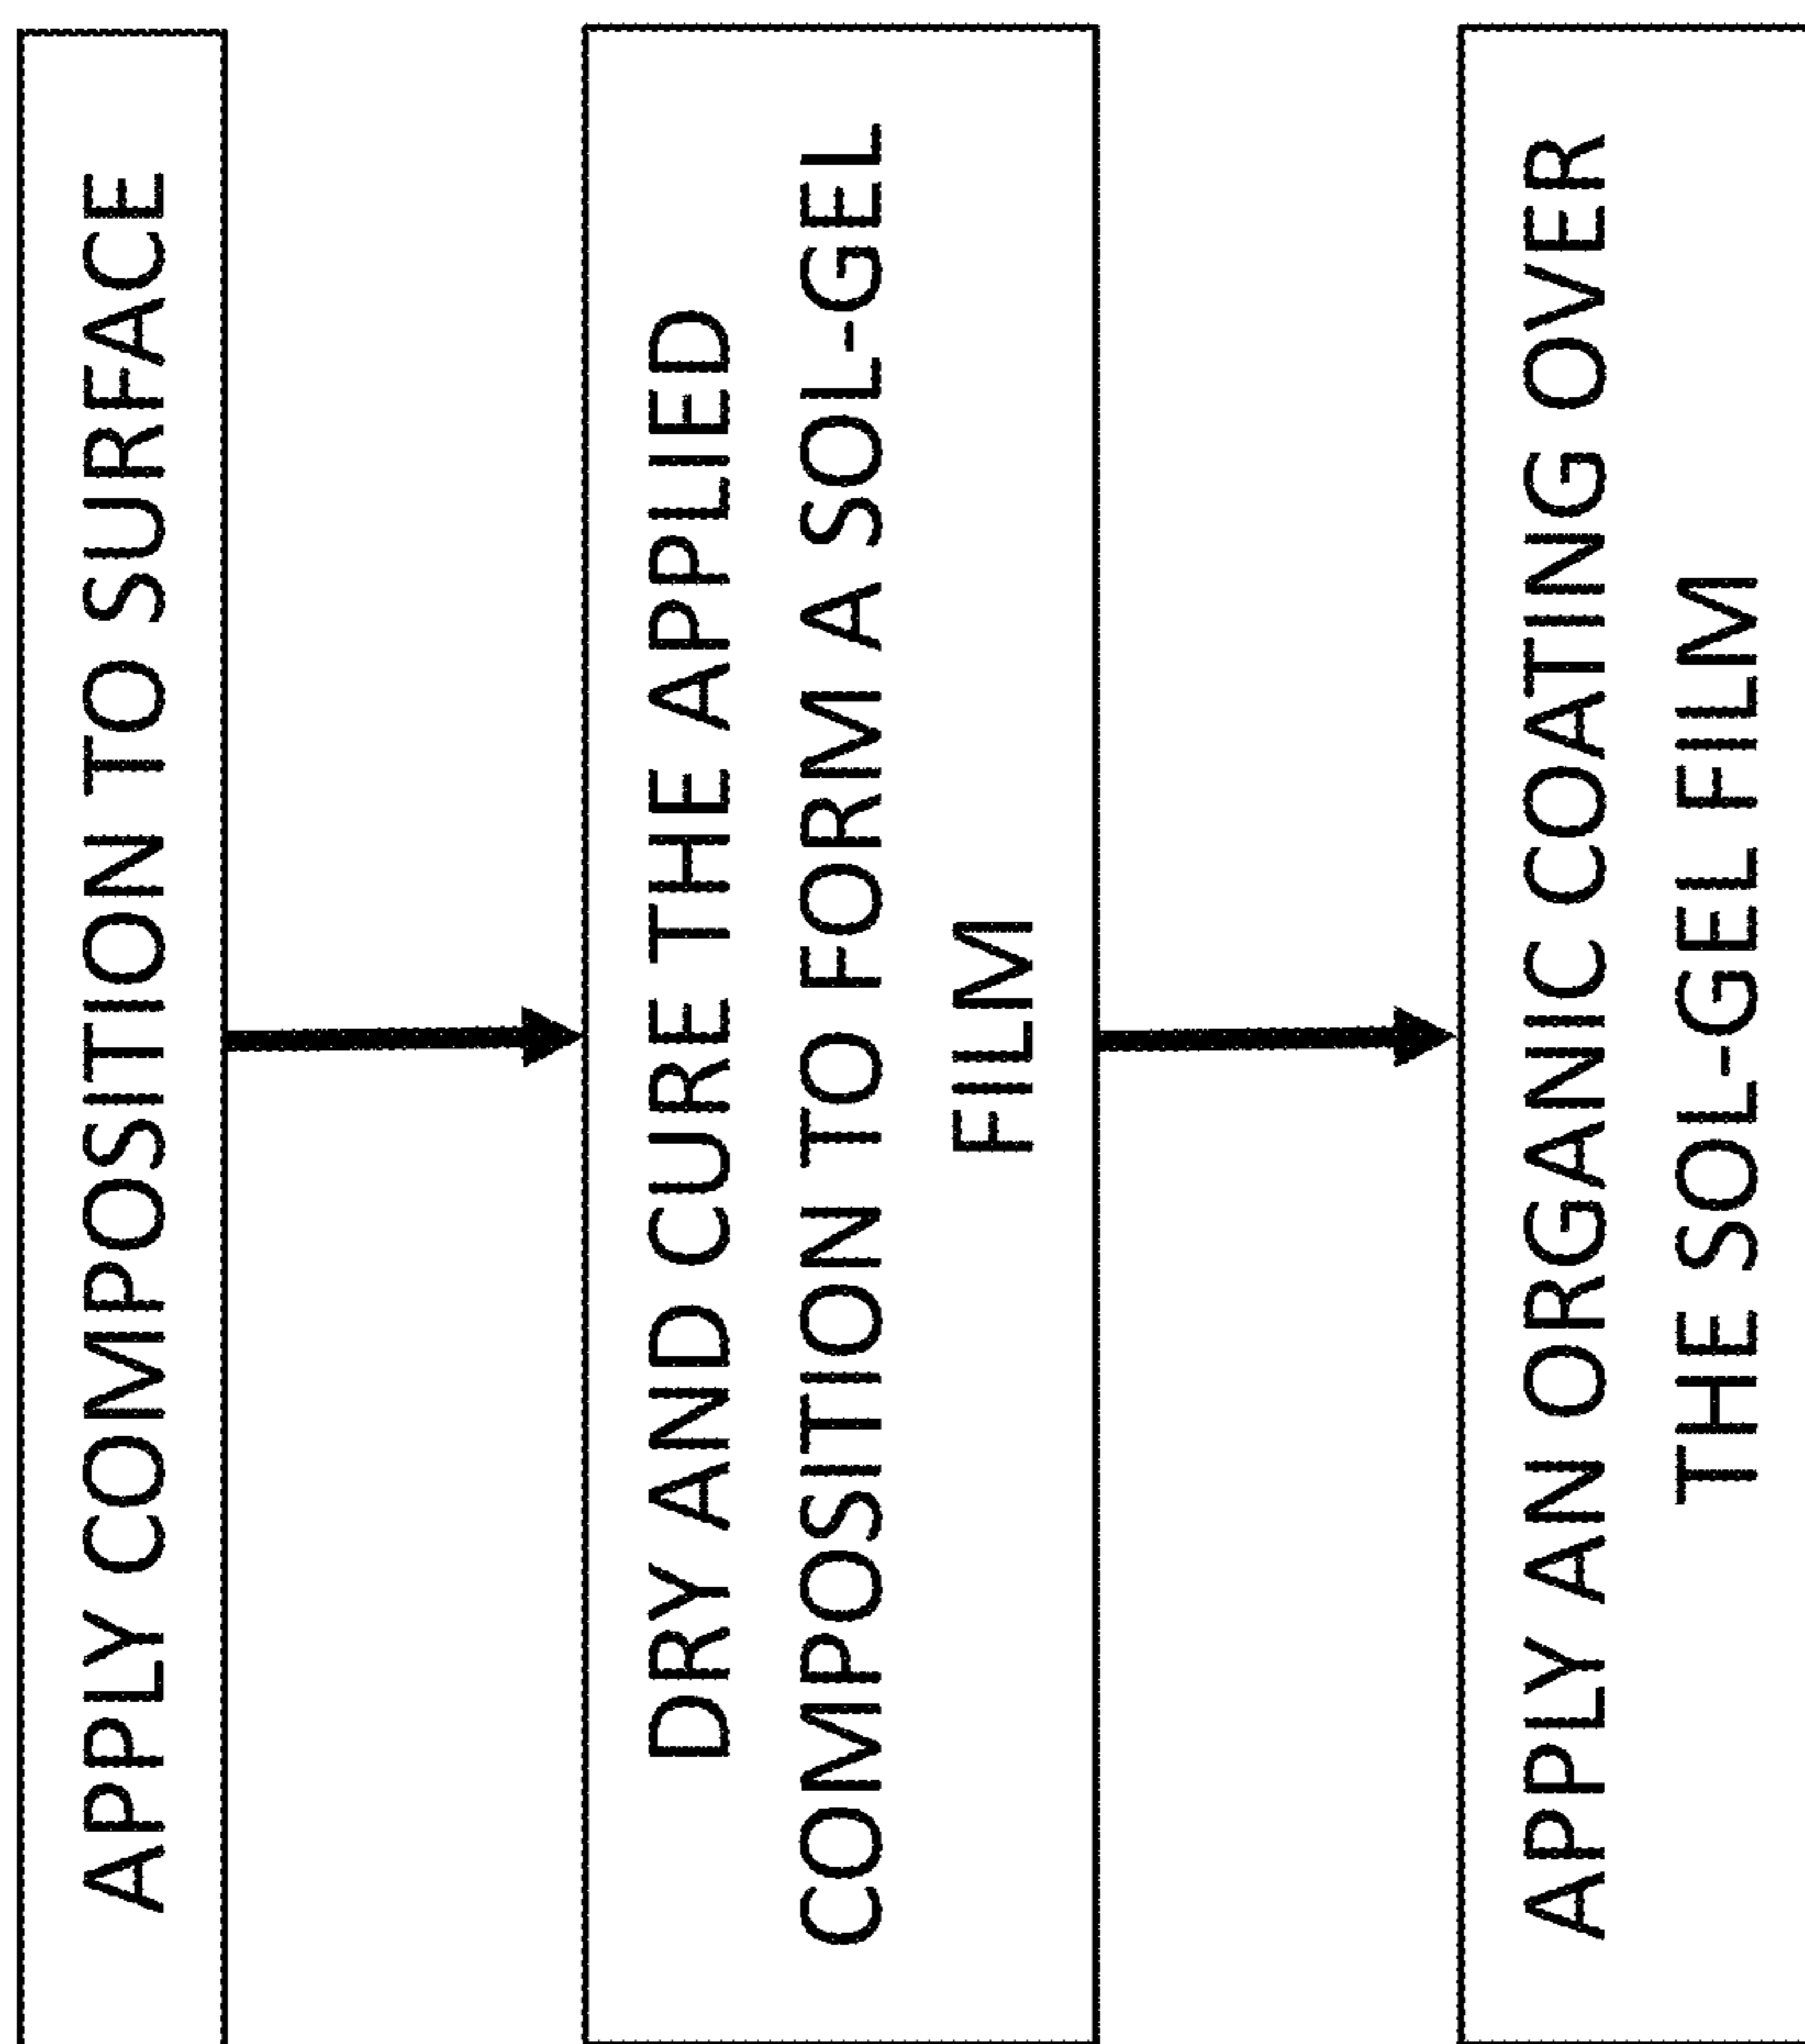 APPLY COMPOSITION TO SURFACE
DRY AND CURE THE APPLIED
COMPOSITION TO FORM A SOL-GEL
FILM
APPLY AN ORGANIC COATING OVER
THE SOL-GEL FILM